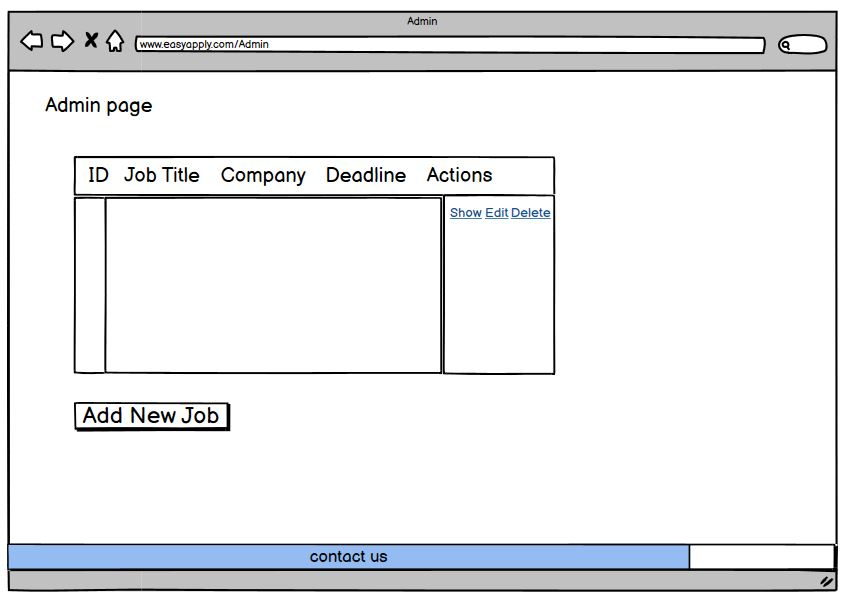 Admin
www.easyapply.com/Admin
Admin page
ID Job Title Company Deadline Actions
Show Edit Delete
Add New Job
contact us